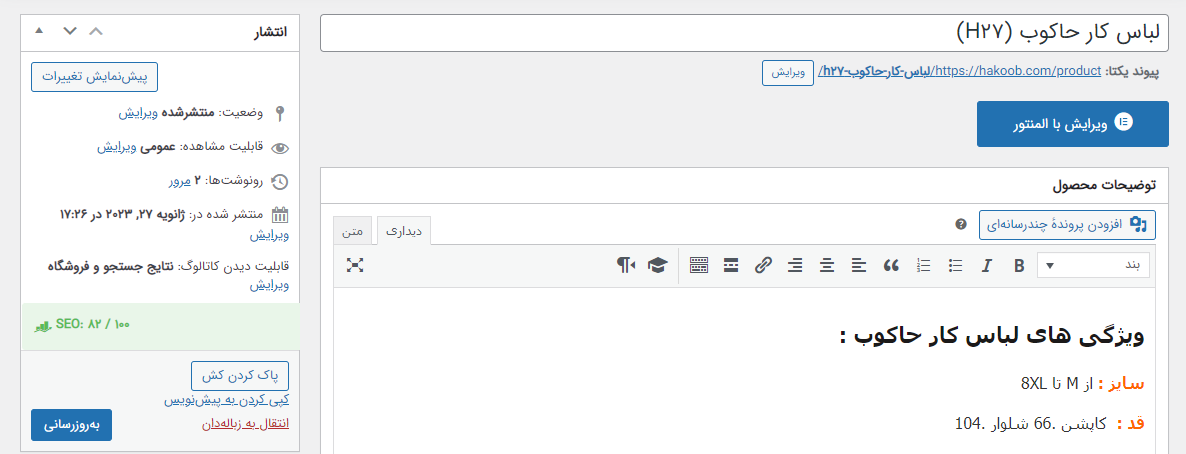 لباس کار حاکوب (H۲۷)
پیوند یکتا: https://hakoob.com/product/لباس-کار-حاکوب-h۲۷/ ویرایش
ویرایش با المنتور
توضیحات محصول
افزودن پروندهٔ چندرسانه‌ای
دیداری
متن
بند
ویژگی های لباس کار حاکوب :
سایز : از M تا 8XL
قد : کاپشن .66 شلوار .104
انتشار
پیش‌نمایش تغییرات
وضعیت: منتشرشده ویرایش
قابلیت مشاهده: عمومی ویرایش
رونوشت‌ها: ۲ مرور
منتشر شده در: ژانویه ۲۷, ۲۰۲۳ در ۱۷:۲۶
ویرایش
قابلیت دیدن کاتالوگ: نتایج جستجو و فروشگاه
ویرایش
SEO: ۸۲ / ۱۰۰
پاک کردن کش
کپی کردن به پیش‌نویس
انتقال به زباله‌دان
به‌روزرسانی